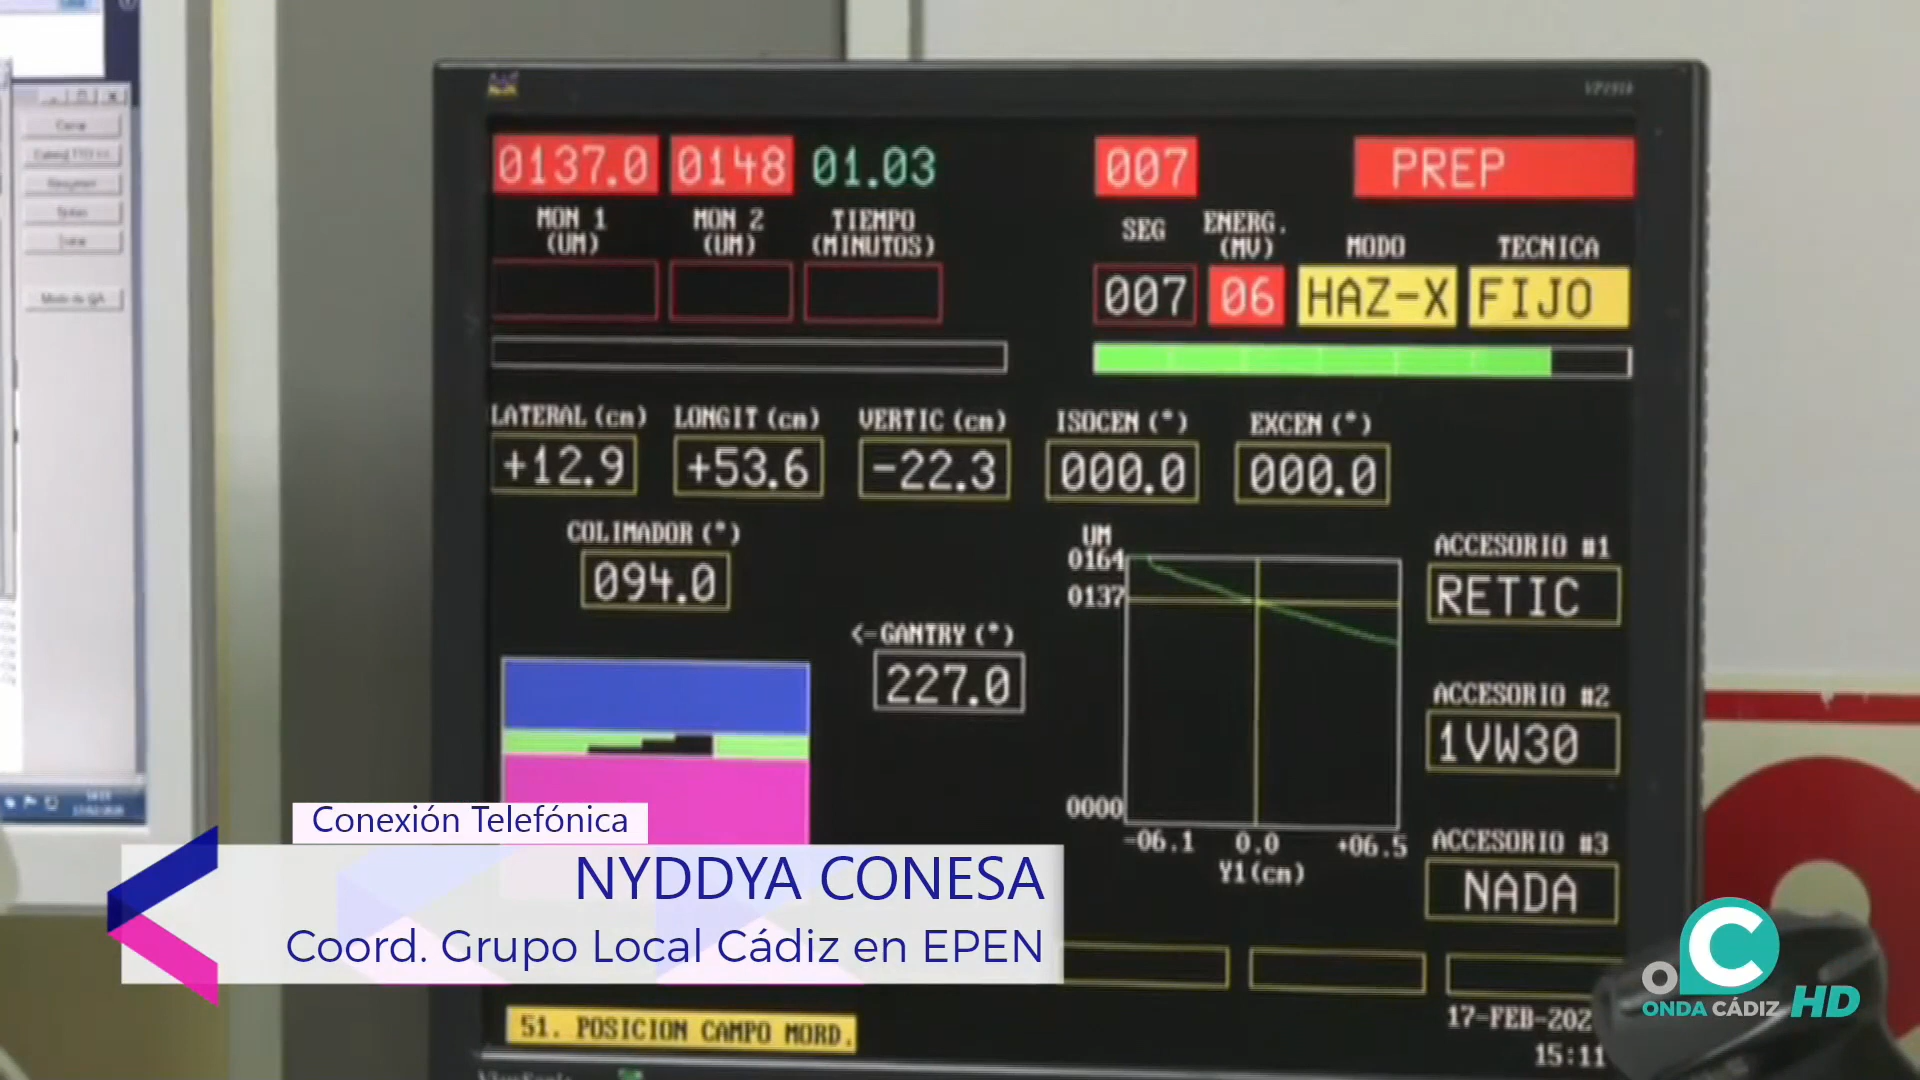 VP191b
0137.0 0148 01.03 007 PREP
MON 1 (UM) MON 2 (UM) TIEMPO (MINUTOS) SEG ENERG. (MV) MODO TECNICA
007 06 HAZ-X FIJO
LATERAL (cm) LONGIT (cm) VERTIC (cm) ISOCEN (°) EXCEN (°)
+12.9 +53.6 -22.3 000.0 000.0
COLIMADOR (°)
094.0
<-GANTRY (°)
227.0
UM
0164
0137
0000
-06.1 0.0 +06.5
Y1(cm)
ACCESORIO #1
RETIC
ACCESORIO #2
1VW30
ACCESORIO #3
NADA
Conexión Telefónica
NYDDYA CONESA
Coord. Grupo Local Cádiz en EPEN
51. POSICION CAMPO MORD.
17-FEB-202
15:11
O C
ONDA CÁDIZ HD